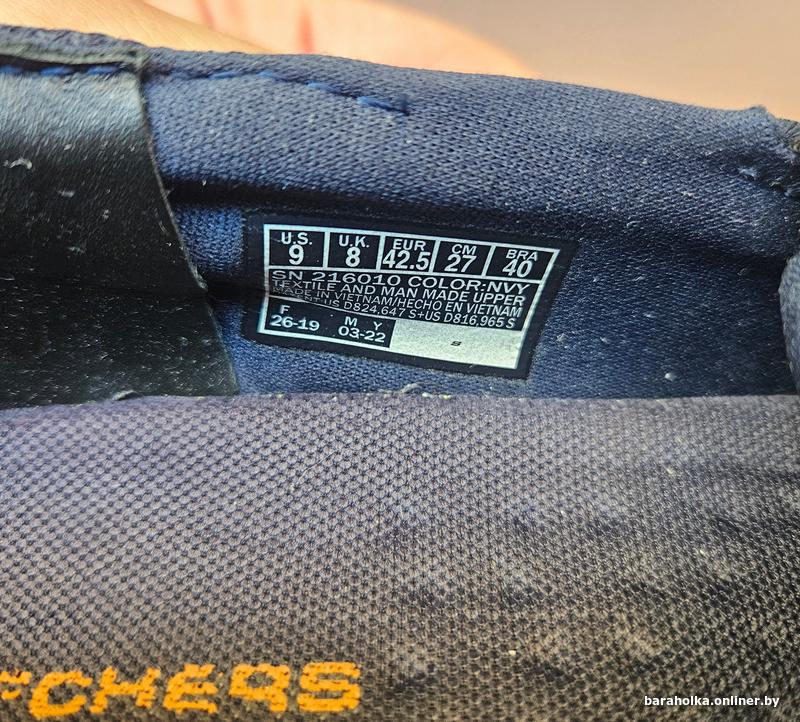 U.S. U.K. EUR CM BRA
9 8 42.5 27 40
SN 216010 COLOR:NVY
TEXTILE AND MAN MADE UPPER
MADE IN VIETNAM/HECHO EN VIETNAM
US D824,647 S+US D816,965 S
F M Y
26-19 03-22
S
CHERS
baraholka.onliner.by